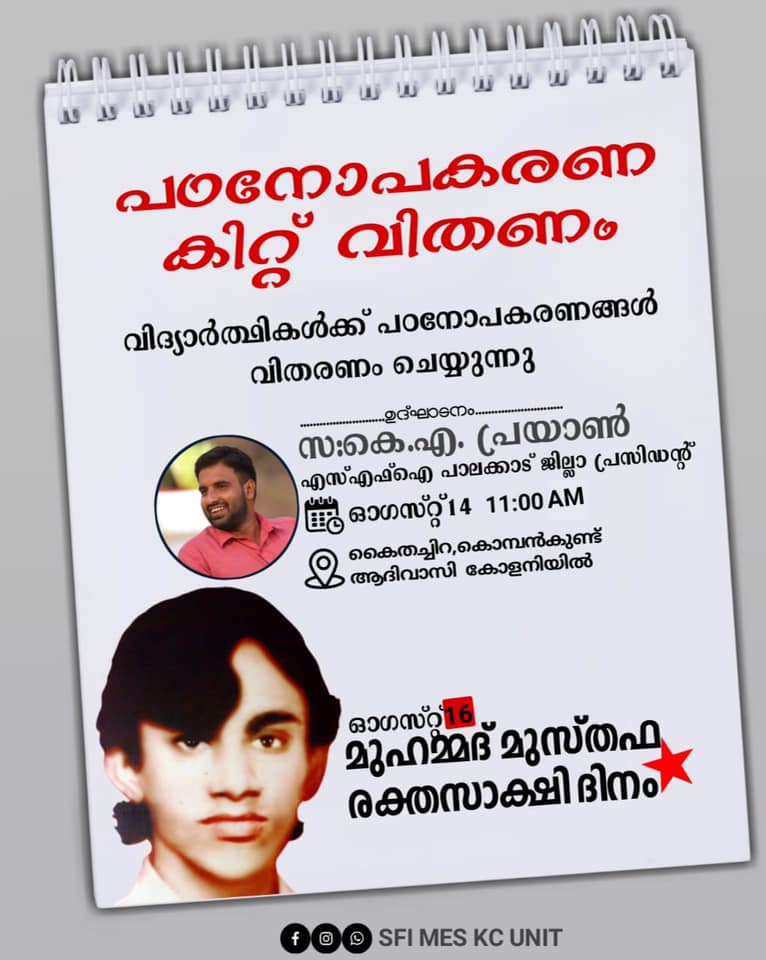 പഠനോപകരണ
കിറ്റ് വിതണം
വിദ്യാർത്ഥികൾക്ക് പഠനോപകരണങ്ങൾ
വിതരണം ചെയ്യുന്നു
..........................ഉദ്ഘാടനം..........................
സ:കെ.എ. പ്രയാൺ
എസ്എഫ്ഐ പാലക്കാട് ജില്ലാ പ്രസിഡന്റ്
ഓഗസ്റ്റ്14 11:00 AM
കൈതച്ചിറ,കൊമ്പൻകുണ്ട്
ആദിവാസി കോളനിയിൽ
ഓഗസ്റ്റ് 16
മുഹമ്മദ് മുസ്തഫ
രക്തസാക്ഷി ദിനം
SFI MES KC UNIT